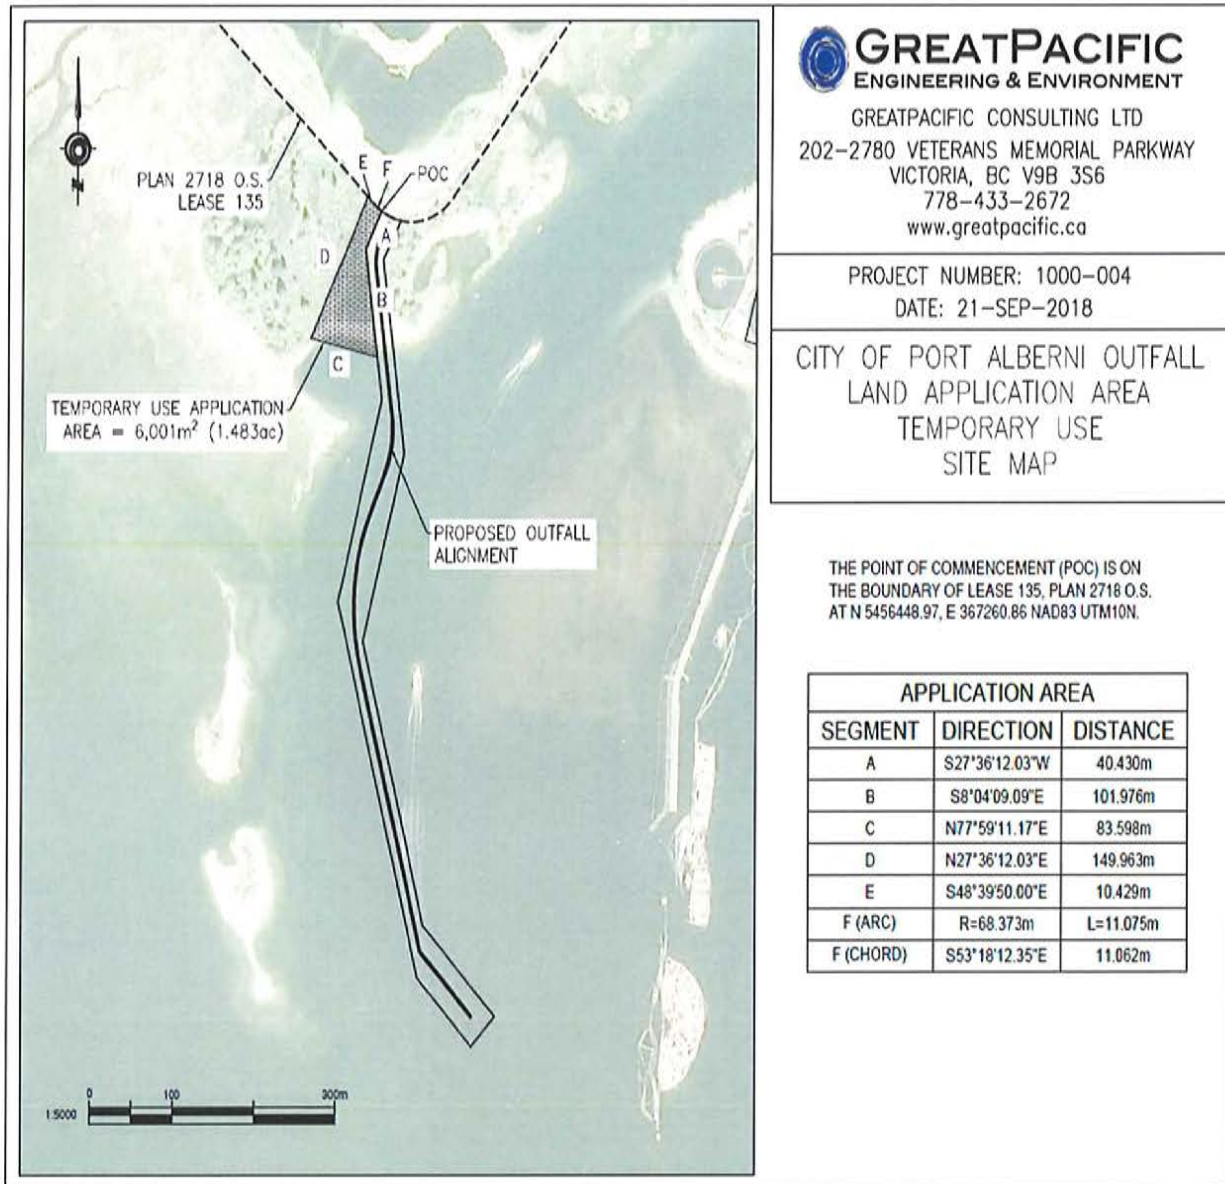 GREATPACIFIC
ENGINEERING & ENVIRONMENT
GREATPACIFIC CONSULTING LTD
202-2780 VETERANS MEMORIAL PARKWAY
VICTORIA, BC V9B 3S6
778-433-2672
www.greatpacific.ca
PROJECT NUMBER: 1000-004
DATE: 21-SEP-2018
CITY OF PORT ALBERNI OUTFALL
LAND APPLICATION AREA
TEMPORARY USE
SITE MAP
THE POINT OF COMMENCEMENT (POC) IS ON
THE BOUNDARY OF LEASE 135, PLAN 2718 O.S.
AT N 5456448.97, E 367260.86 NAD83 UTM10N.
APPLICATION AREA
SEGMENT DIRECTION DISTANCE
A S27°36'12.03"W 40.430m
B S8°04'09.09"E 101.976m
C N77°59'11.17"E 83.598m
D N27°36'12.03"E 149.963m
E S48°39'50.00"E 10.429m
F (ARC) R=68.373m L=11.075m
F (CHORD) S53°18'12.35"E 11.062m
N
PLAN 2718 O.S.
LEASE 135
E
F
POC
A
D
B
C
TEMPORARY USE APPLICATION
AREA = 6,001m² (1.483ac)
PROPOSED OUTFALL
ALIGNMENT
0 100 300m
1:5000